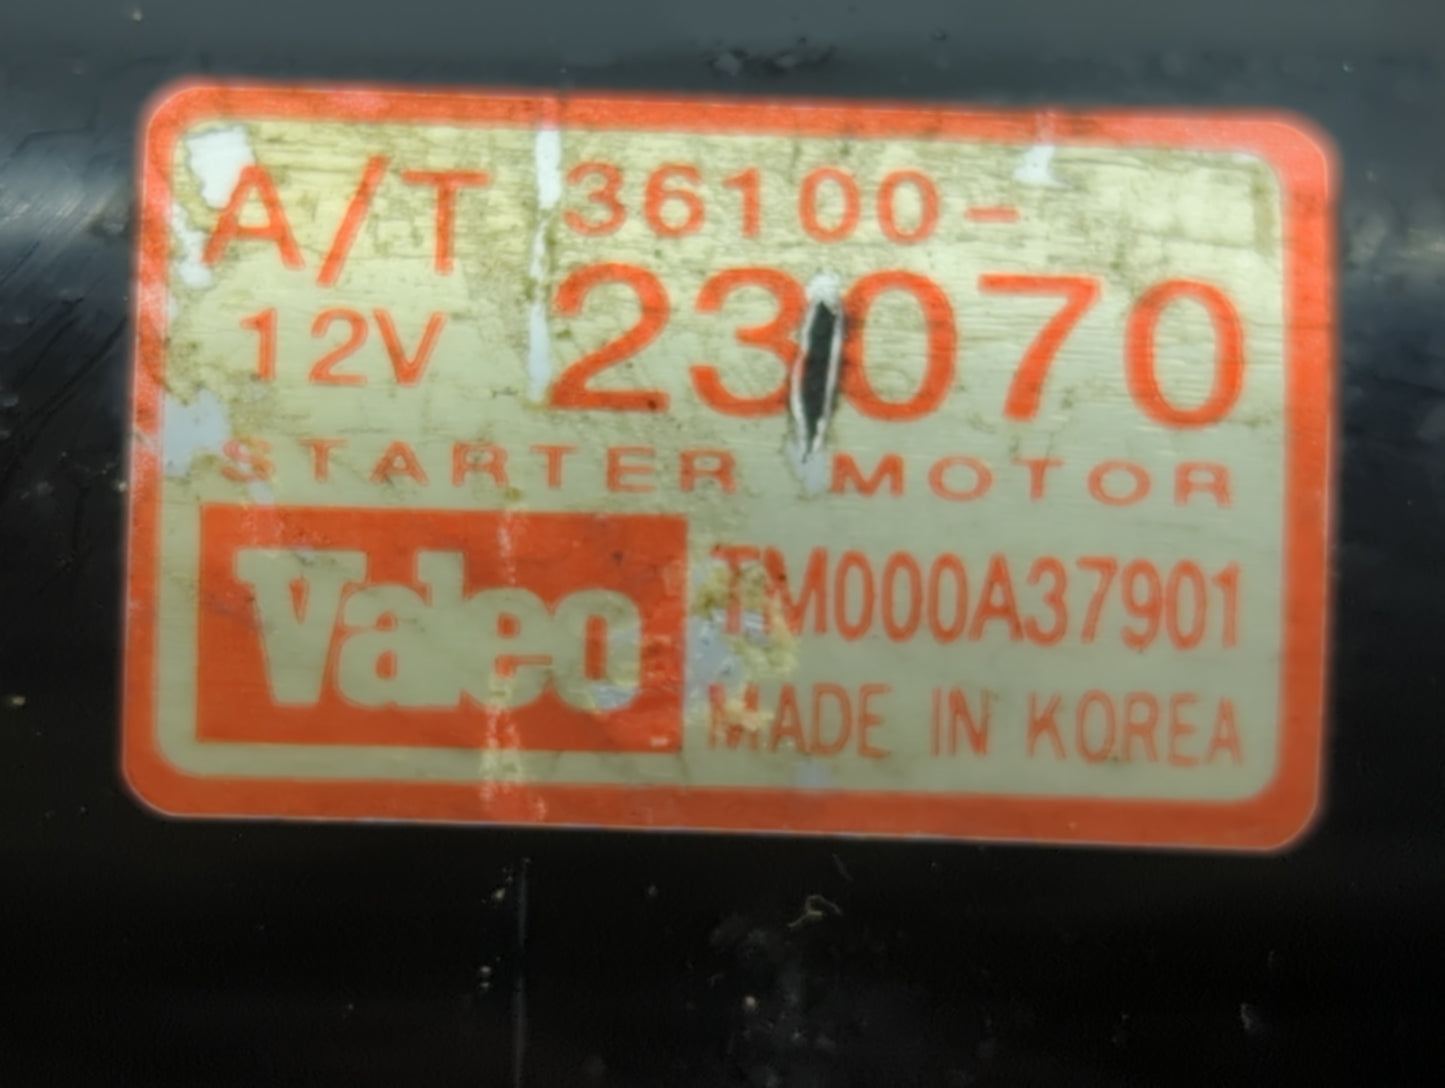 A/T 36100-
12V 23070
STARTER MOTOR
Valeo TM000A37901
MADE IN KOREA